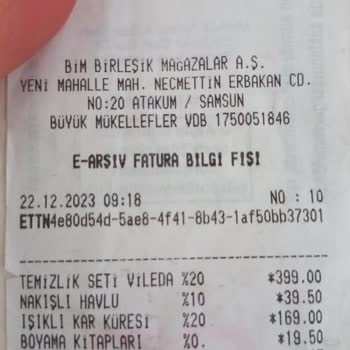 BİM BİRLEŞİK MAĞAZALAR A.Ş.
YENİ MAHALLE MAH. NECMETTİN ERBAKAN CD.
NO:20 ATAKUM / SAMSUN
BÜYÜK MÜKELLEFLER VDB 1750051846
E-ARŞİV FATURA BİLGİ FİŞİ
22.12.2023 09:18 NO : 10
ETTN4e80d54d-5ae8-4f41-8b43-1af50bb37301
TEMİZLİK SETİ VİLEDA %20 *399.00
NAKIŞLI HAVLU %10 *39.50
IŞIKLI KAR KÜRESİ %20 *169.00
BOYAMA KİTAPLARI %0. *19.50